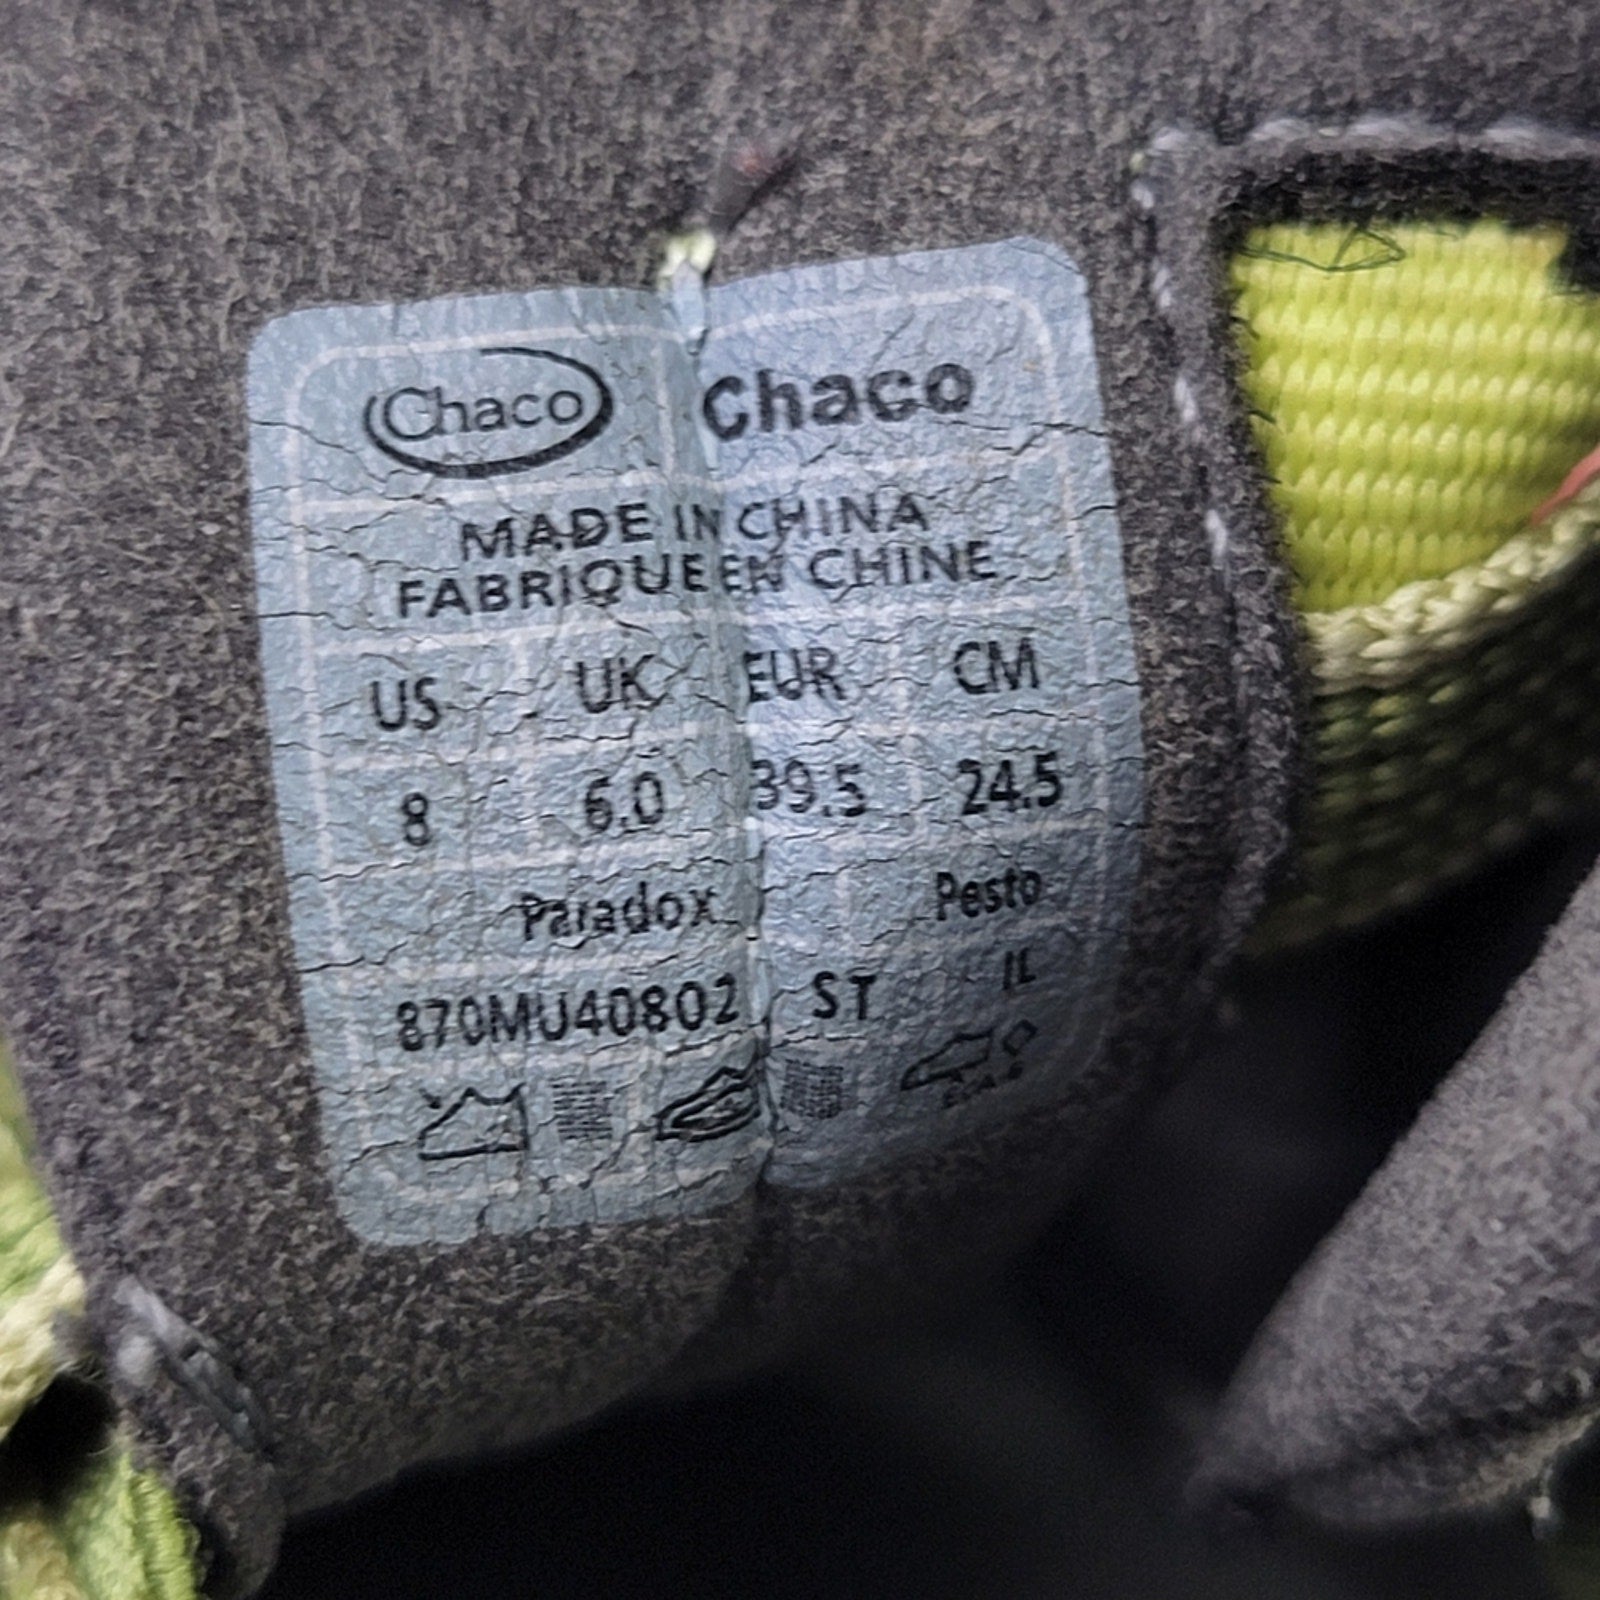 Chaco Chaco
MADE IN CHINA
FABRIQUE EN CHINE
US UK EUR CM
8 6.0 39.5 24.5
Paradox Pesto
870MU40802 ST IL